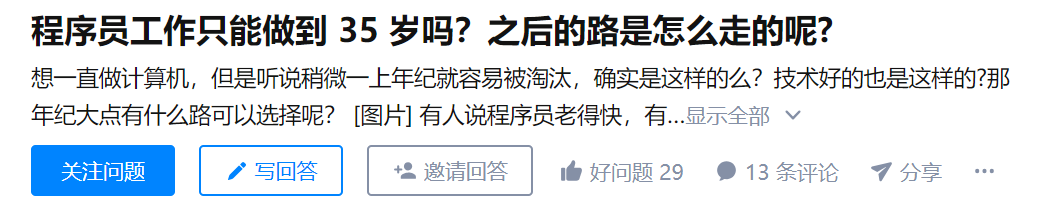 程序员工作只能做到 35 岁吗？之后的路是怎么走的呢?
想一直做计算机，但是听说稍微一上年纪就容易被淘汰，确实是这样的么？技术好的也是这样的?那
年纪大点有什么路可以选择呢？ [图片] 有人说程序员老得快，有...显示全部
关注问题 写回答 邀请回答 好问题 29 13 条评论 分享 ...